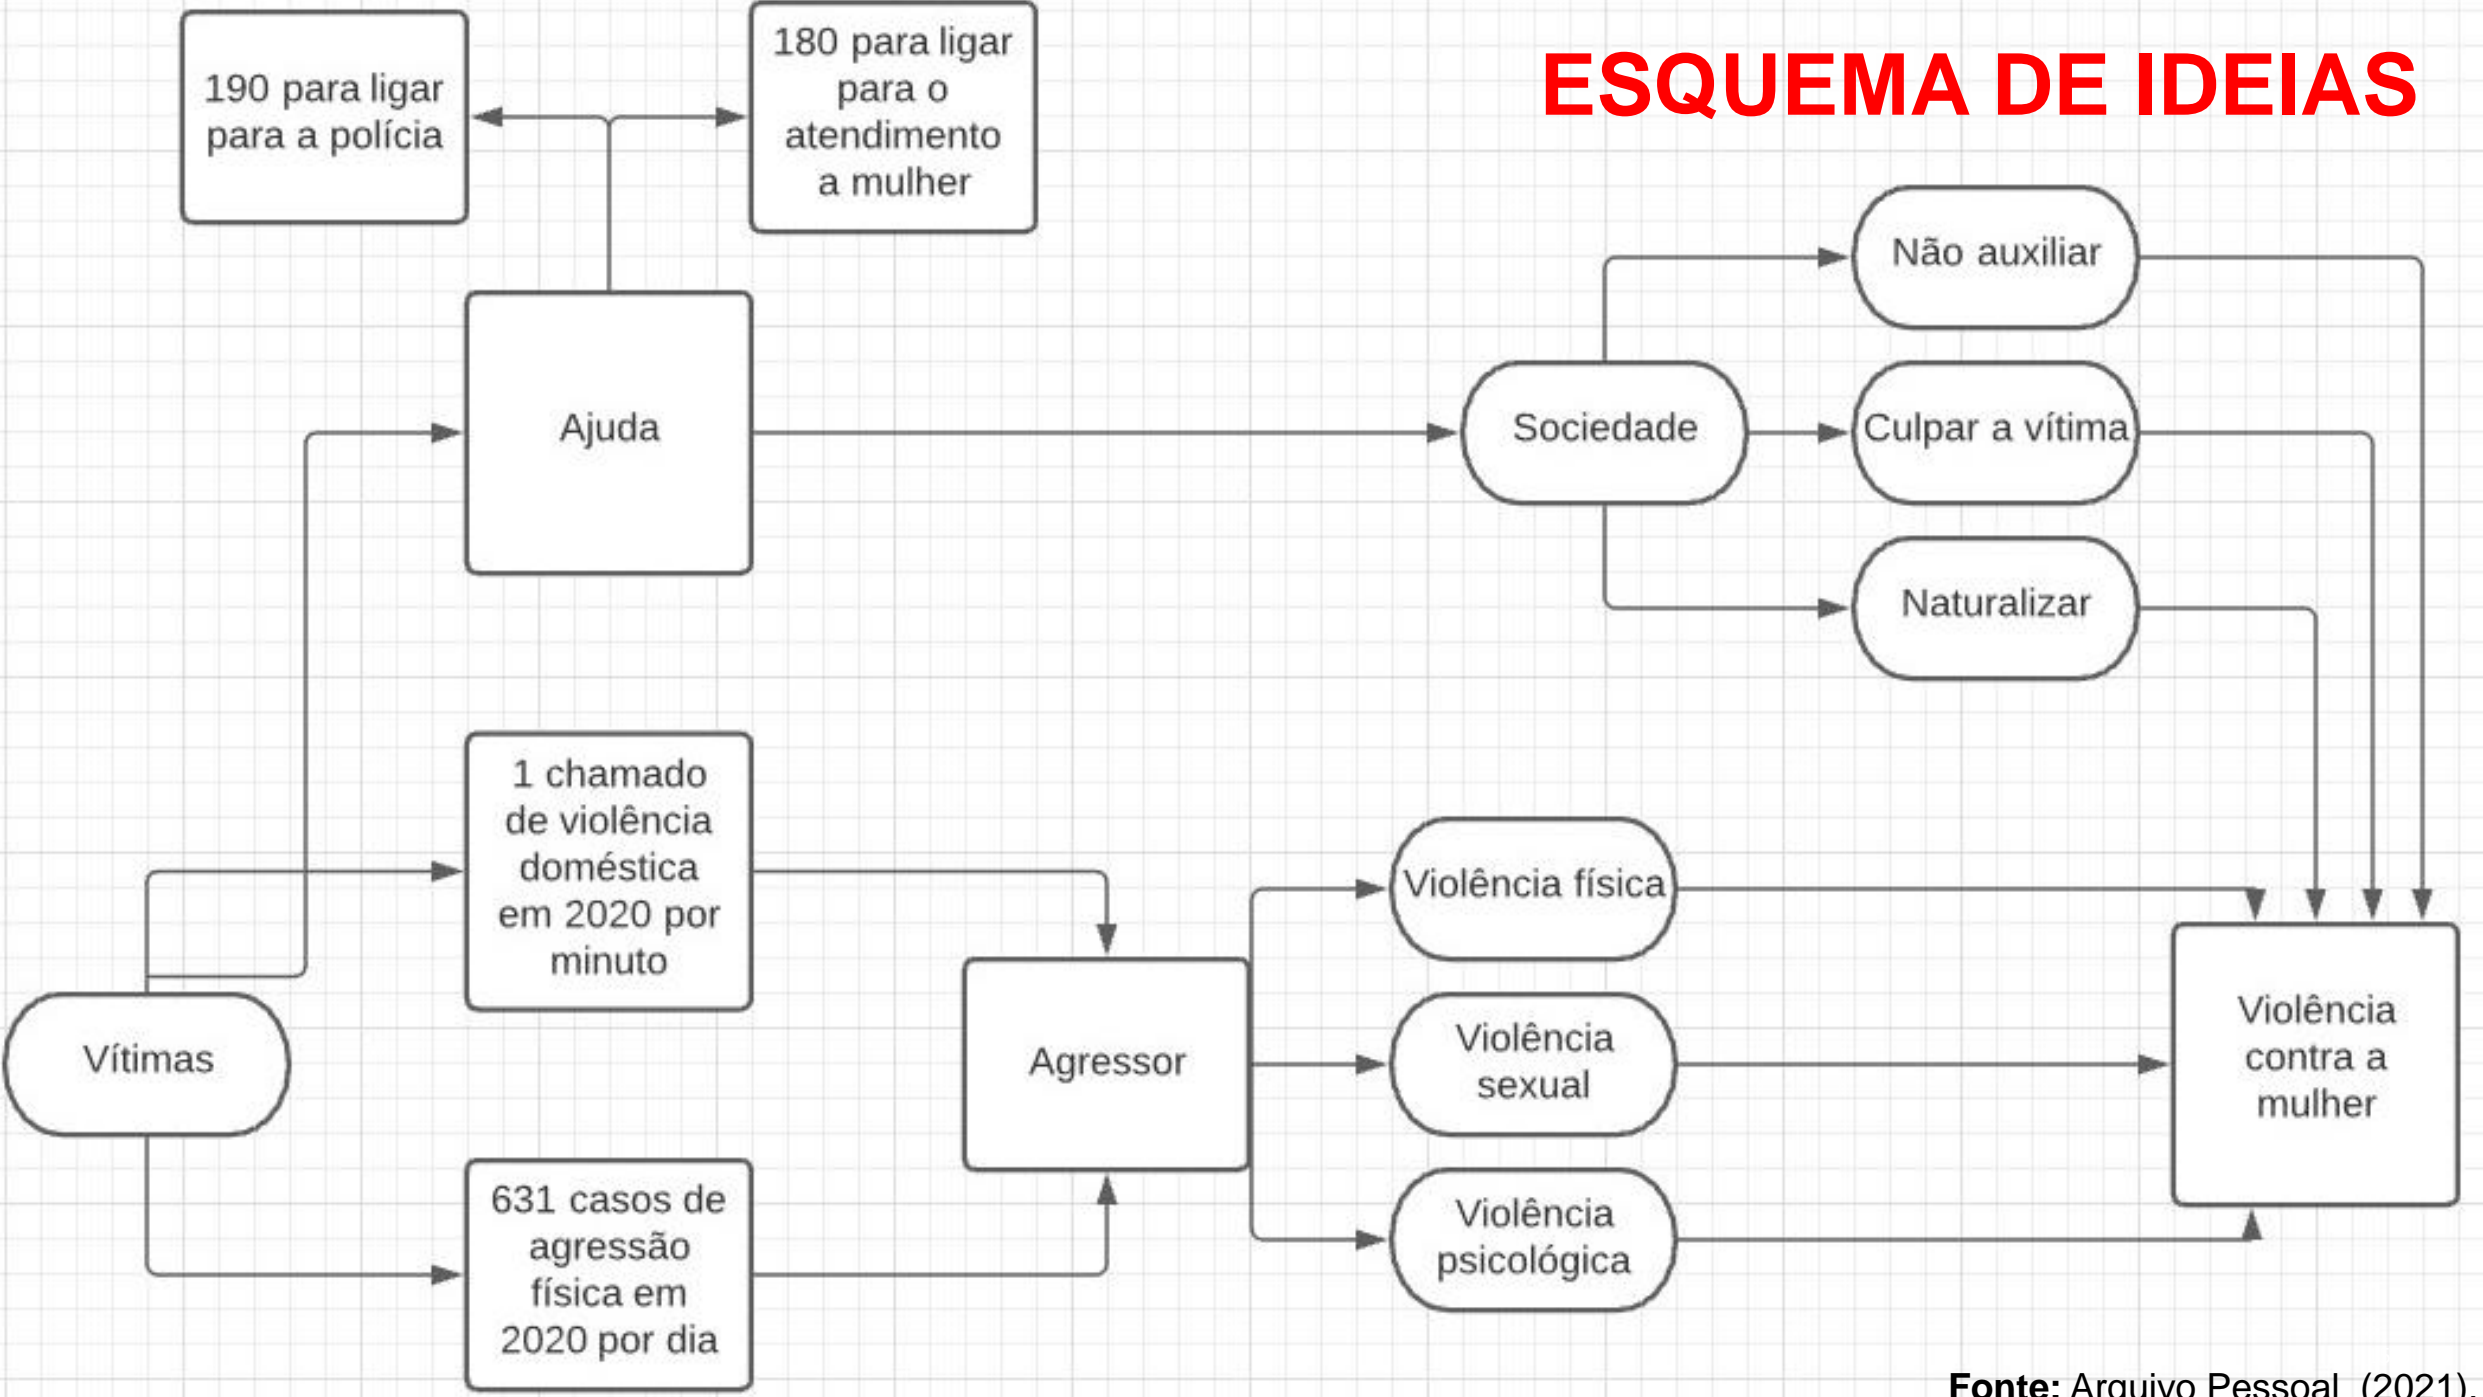 ESQUEMA DE IDEIAS
190 para ligar
para a polícia
180 para ligar
para o
atendimento
a mulher
Ajuda
Sociedade
Não auxiliar
Culpar a vítima
Naturalizar
1 chamado
de violência
doméstica
em 2020 por
minuto
Vítimas
631 casos de
agressão
física em
2020 por dia
Agressor
Violência física
Violência
sexual
Violência
psicológica
Violência
contra a
mulher
Fonte: Arquivo Pessoal, (2021).